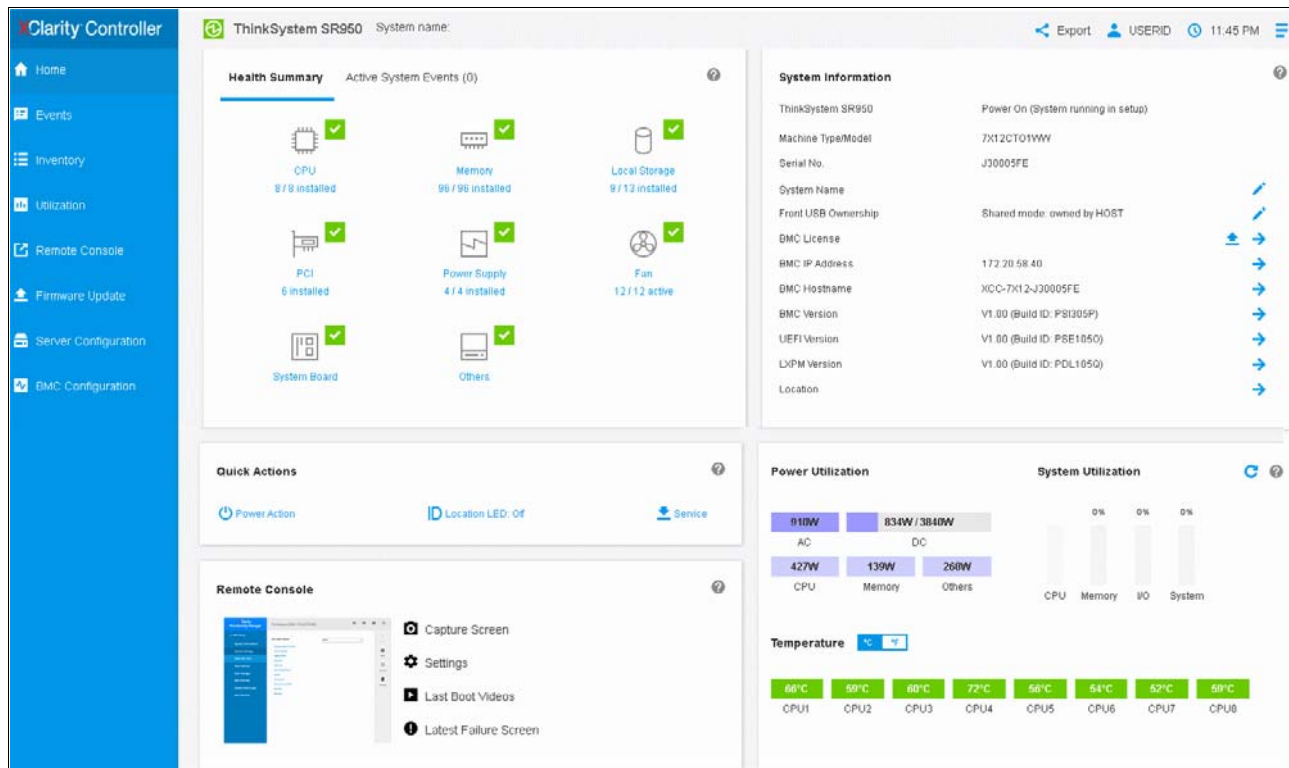 XClarity Controller
ThinkSystem SR950 System name:
Export USERID 11:45 PM
Home
Events
Inventory
Utilization
Remote Console
Firmware Update
Server Configuration
BMC Configuration
Health Summary Active System Events (0)
CPU Memory Local Storage
8 / 8 installed 96 / 96 installed 9 / 13 installed
PCI Power Supply Fan
6 installed 4 / 4 installed 12 / 12 active
System Board Others
System Information
ThinkSystem SR950 Power On (System running in setup)
Machine Type/Model 7X12CTO1WW
Serial No. J30005FE
System Name
Front USB Ownership Shared mode: owned by HOST
BMC License
BMC IP Address 172.20.58.40
BMC Hostname XCC-7X12-J30005FE
BMC Version V1.00 (Build ID: PSI305P)
UEFI Version V1.00 (Build ID: PSE105O)
LXPM Version V1.00 (Build ID: PDL105Q)
Location
Quick Actions
Power Action Location LED: Off Service
Remote Console
Capture Screen
Settings
Last Boot Videos
Latest Failure Screen
Power Utilization System Utilization
910W 834W / 3840W
AC DC
427W 139W 268W
CPU Memory Others
0% 0% 0%
CPU Memory I/O System
Temperature °C °F
66°C 59°C 60°C 72°C 56°C 54°C 52°C 59°C
CPU1 CPU2 CPU3 CPU4 CPU5 CPU6 CPU7 CPU8